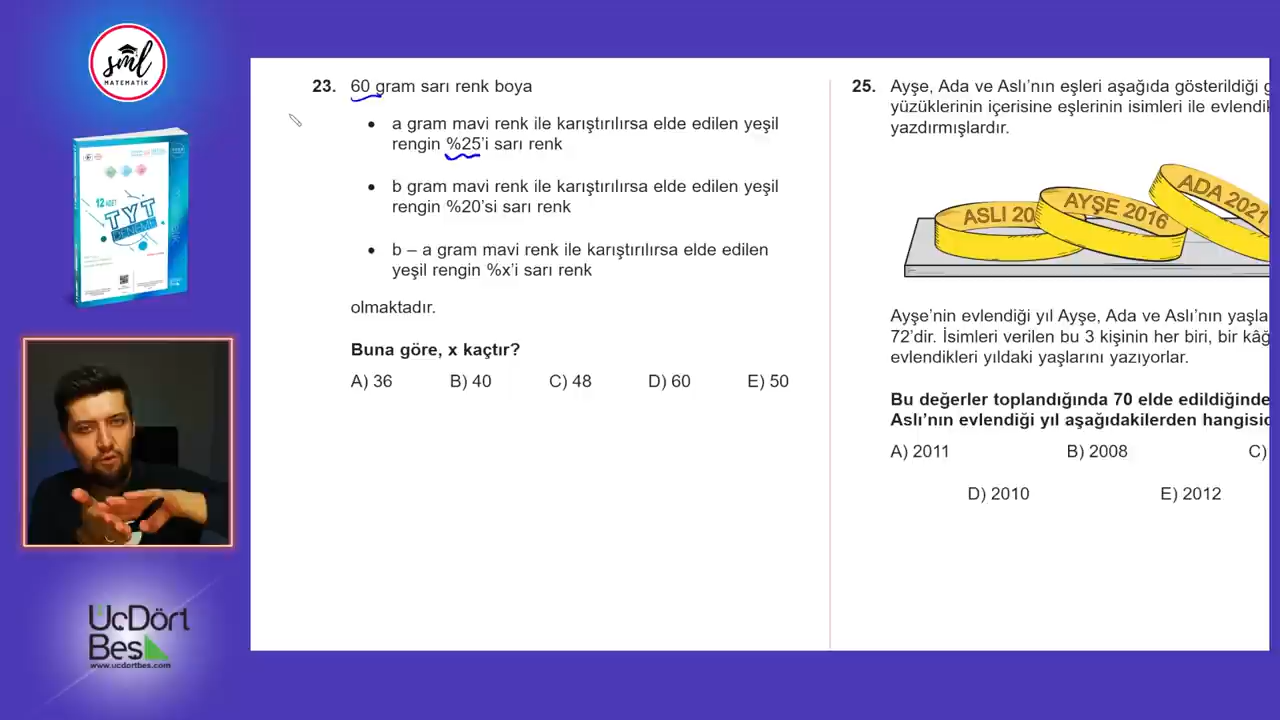 sml
MATEMATİK
12 ADET
TYT
DENEME
ÜçDört
Beş
www.ucdortbes.com
23. 60 gram sarı renk boya
• a gram mavi renk ile karıştırılırsa elde edilen yeşil
rengin %25'i sarı renk
• b gram mavi renk ile karıştırılırsa elde edilen yeşil
rengin %20'si sarı renk
• b – a gram mavi renk ile karıştırılırsa elde edilen
yeşil rengin %x'i sarı renk
olmaktadır.
Buna göre, x kaçtır?
A) 36 B) 40 C) 48 D) 60 E) 50
25. Ayşe, Ada ve Aslı'nın eşleri aşağıda gösterildiği g
yüzüklerinin içerisine eşlerinin isimleri ile evlendik
yazdırmışlardır.
ASLI 20
AYŞE 2016
ADA 2021
Ayşe'nin evlendiği yıl Ayşe, Ada ve Aslı'nın yaşla
72'dir. İsimleri verilen bu 3 kişinin her biri, bir kâğ
evlendikleri yıldaki yaşlarını yazıyorlar.
Bu değerler toplandığında 70 elde edildiğinde
Aslı'nın evlendiği yıl aşağıdakilerden hangisi
A) 2011 B) 2008 C)
D) 2010 E) 2012